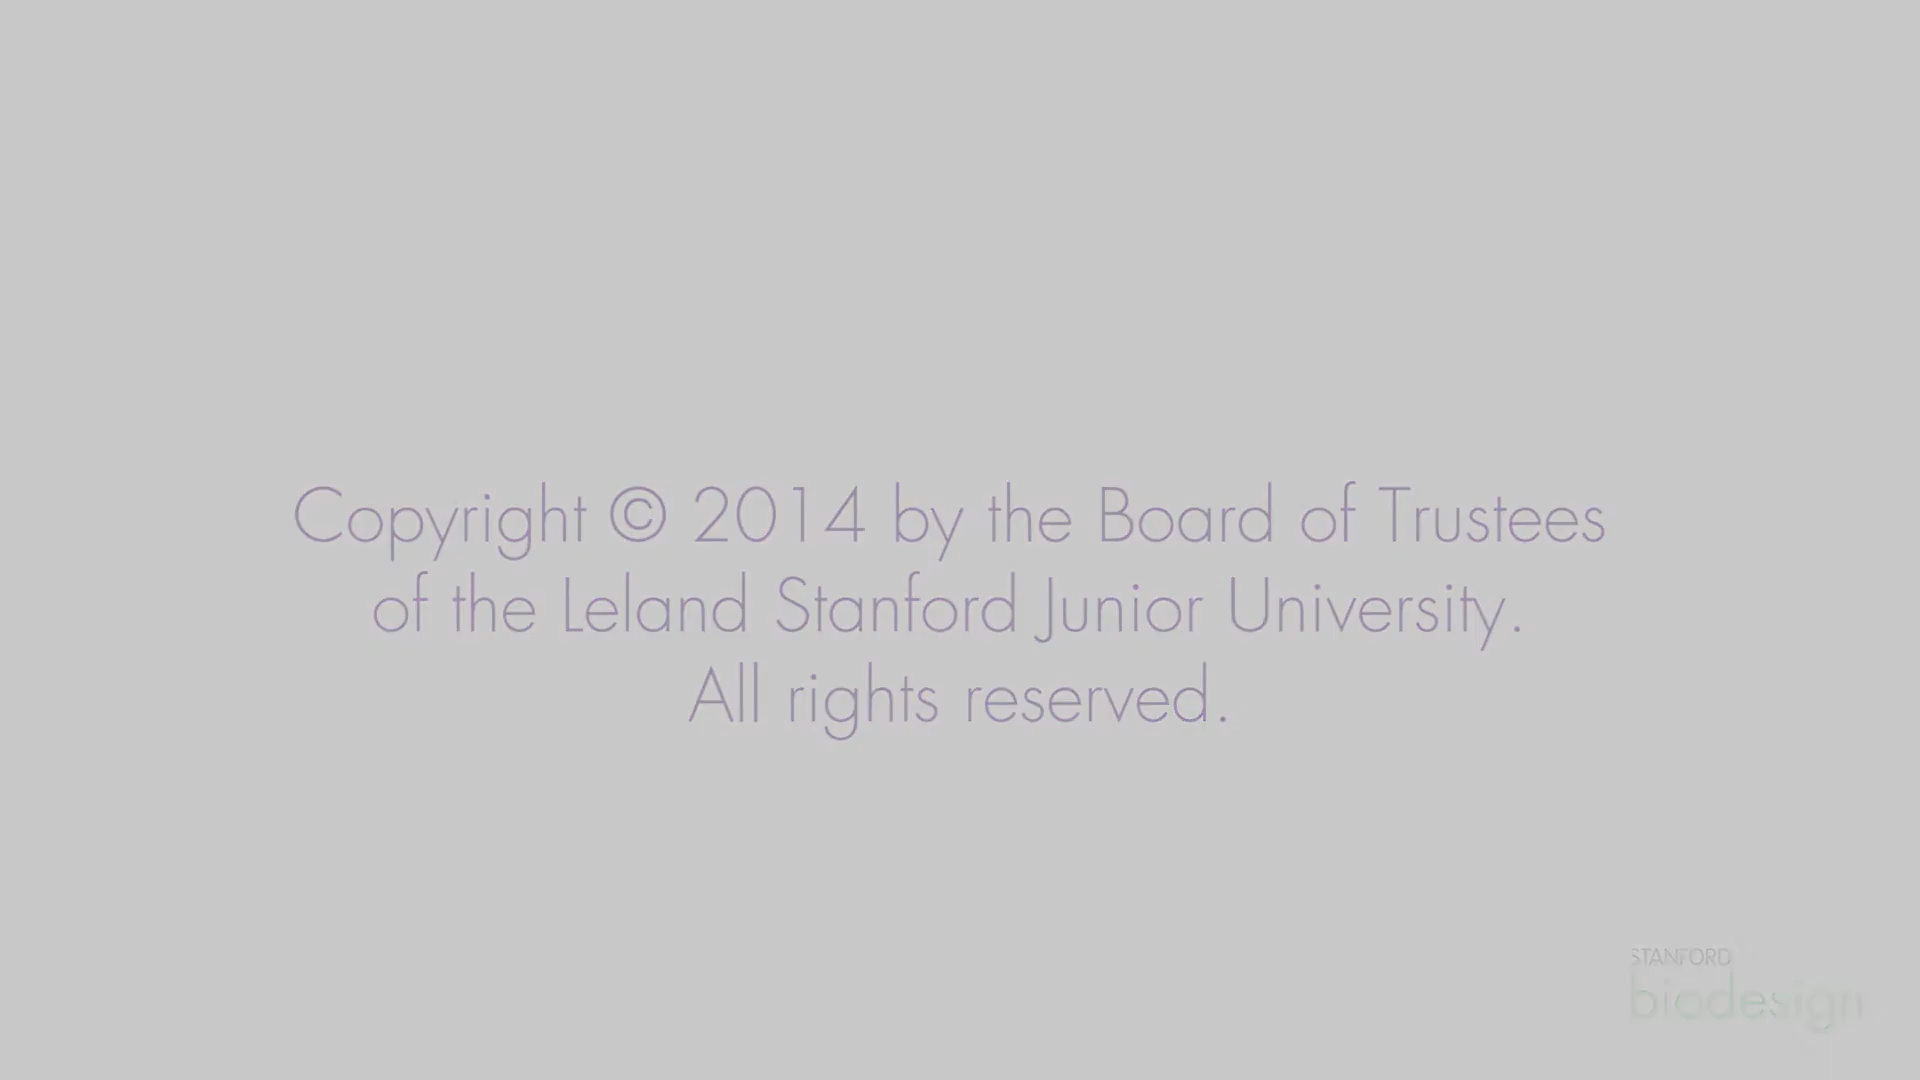 Copyright © 2014 by the Board of Trustees
of the Leland Stanford Junior University.
All rights reserved.
STANFORD
biodesign